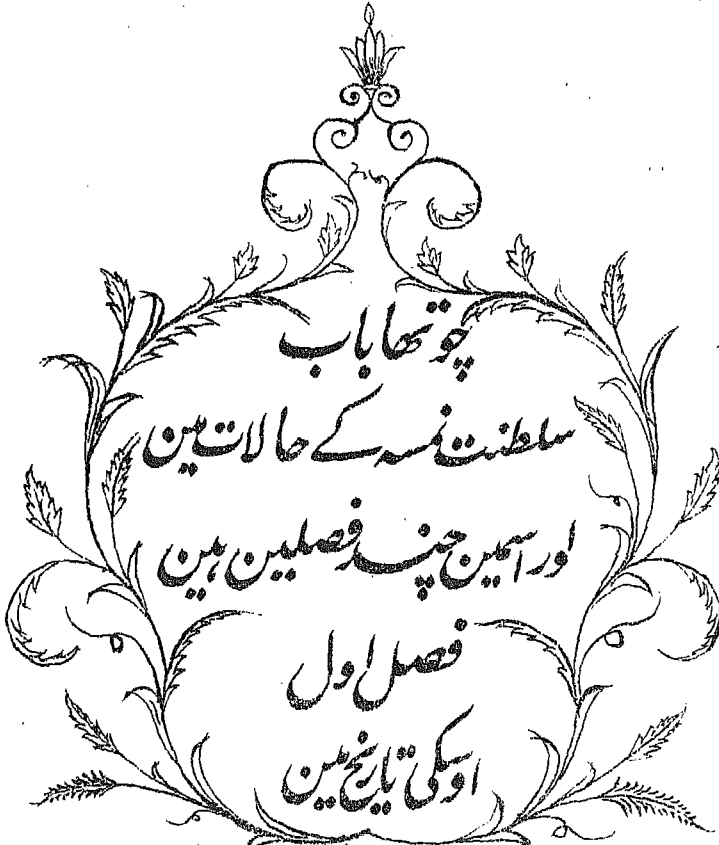 چوتھا باب
سلطنت نمسہ کے حالات مین
اور اسمین چند فصلین ہین
فصل اول
اوسکی تاریخ مین